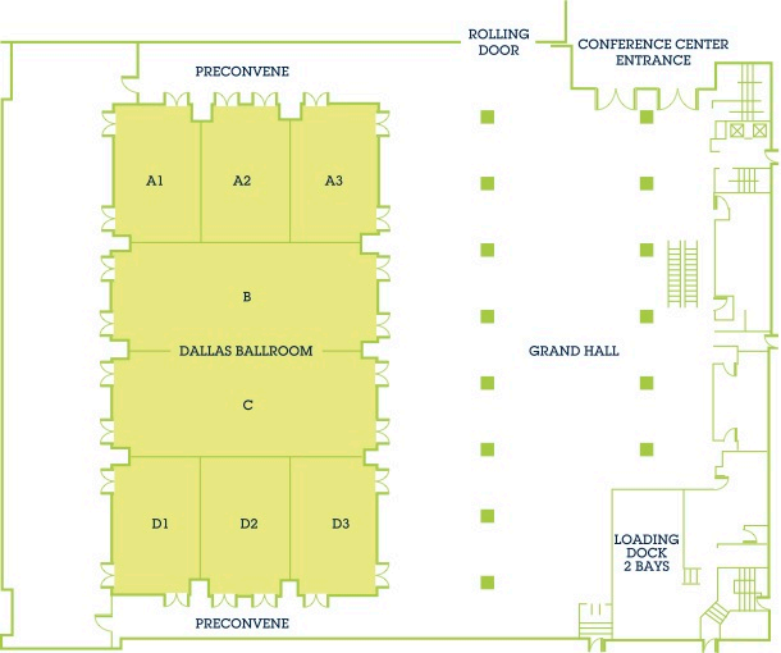 ROLLING
DOOR
CONFERENCE CENTER
ENTRANCE
PRECONVENE
A1
A2
A3
B
DALLAS BALLROOM
GRAND HALL
C
D1
D2
D3
LOADING
DOCK
2 BAYS
PRECONVENE